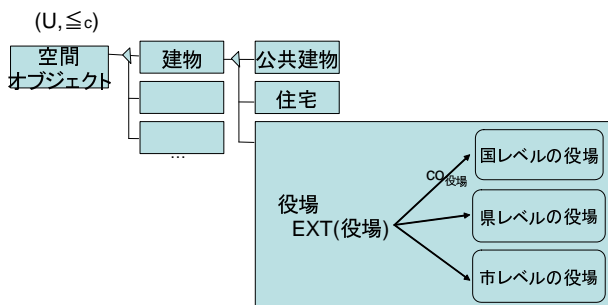 (U,≦c)
空間
オブジェクト
建物
公共建物
住宅
...
役場
EXT(役場)
co役場
国レベルの役場
県レベルの役場
市レベルの役場